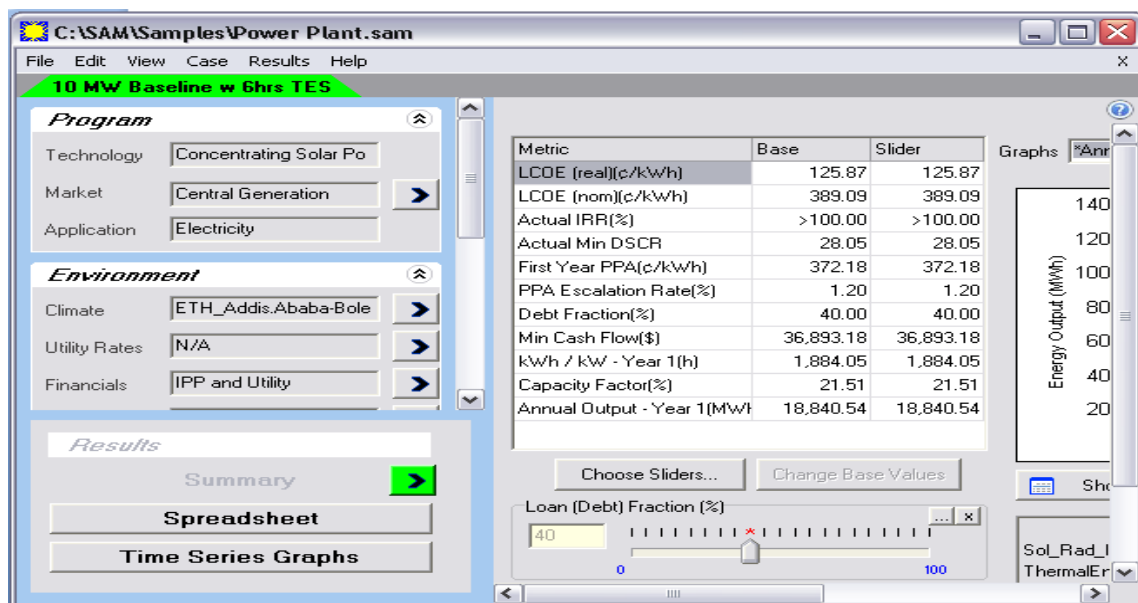 C:\SAM\Samples\Power Plant.sam
File Edit View Case Results Help x
10 MW Baseline w 6hrs TES
Program
Technology Concentrating Solar Po
Market Central Generation
Application Electricity
Environment
Climate ETH_Addis.Ababa-Bole
Utility Rates N/A
Financials IPP and Utility
Results
Summary
Spreadsheet
Time Series Graphs
Metric Base Slider
LCOE (real)(¢/kWh) 125.87 125.87
LCOE (nom)(¢/kWh) 389.09 389.09
Actual IRR(%) >100.00 >100.00
Actual Min DSCR 28.05 28.05
First Year PPA(¢/kWh) 372.18 372.18
PPA Escalation Rate(%) 1.20 1.20
Debt Fraction(%) 40.00 40.00
Min Cash Flow($) 36,893.18 36,893.18
kWh / kW - Year 1(h) 1,884.05 1,884.05
Capacity Factor(%) 21.51 21.51
Annual Output - Year 1(MWH 18,840.54 18,840.54
Choose Sliders... Change Base Values
Loan (Debt) Fraction (%) ... x
40
*
0 100
Graphs *Ann
Energy Output (MWh)
140
120
100
80
60
40
20
Sho
Sol_Rad_I
ThermalEr